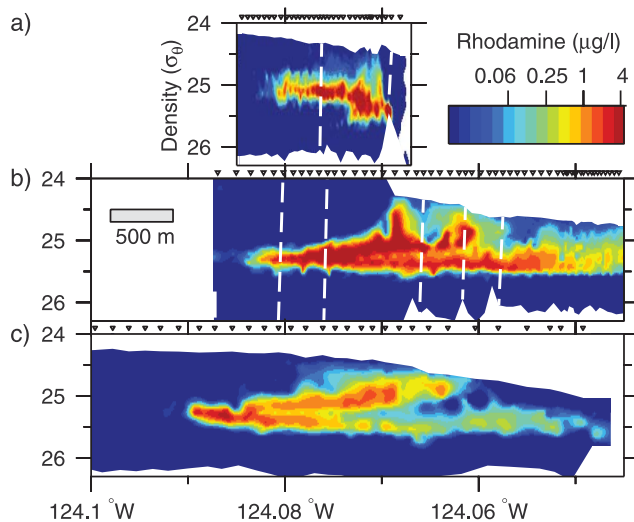 a)
24
25
26
Density (σθ)
Rhodamine (μg/l)
0.06 0.25 1 4
b)
24
25
26
500 m
c)
24
25
26
124.1 °W 124.08 °W 124.06 °W